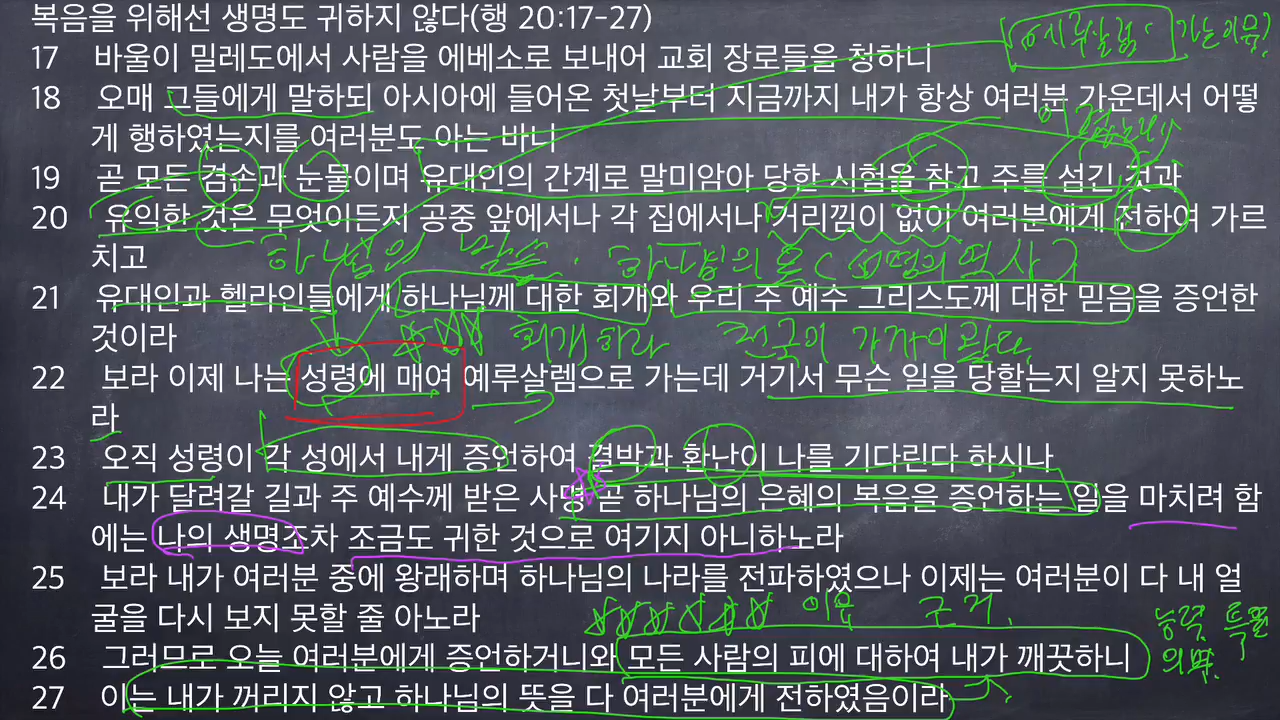 복음을 위해선 생명도 귀하지 않다(행 20:17-27)
예루살렘 가는 이유?
17 바울이 밀레도에서 사람을 에베소로 보내어 교회 장로들을 청하니
18 오매 그들에게 말하되 아시아에 들어온 첫날부터 지금까지 내가 항상 여러분 가운데서 어떻
게 행하였는지를 여러분도 아는 바니
19 곧 모든 겸손과 눈물이며 유대인의 간계로 말미암아 당한 시험을 참고 주를 섬긴 것과
20 유익한 것은 무엇이든지 공중 앞에서나 각 집에서나 거리낌이 없이 여러분에게 전하여 가르
치고
하나님의 말씀. 하나님의 혼( 생명의 역사 )
21 유대인과 헬라인들에게 하나님께 대한 회개와 우리 주 예수 그리스도께 대한 믿음을 증언한
것이라
회개하라 천국이 가까이 왔다.
22 보라 이제 나는 성령에 매여 예루살렘으로 가는데 거기서 무슨 일을 당할는지 알지 못하노
라
23 오직 성령이 각 성에서 내게 증언하여 결박과 환난이 나를 기다린다 하시나
24 내가 달려갈 길과 주 예수께 받은 사명 곧 하나님의 은혜의 복음을 증언하는 일을 마치려 함
에는 나의 생명조차 조금도 귀한 것으로 여기지 아니하노라
25 보라 내가 여러분 중에 왕래하며 하나님의 나라를 전파하였으나 이제는 여러분이 다 내 얼
굴을 다시 보지 못할 줄 아노라
이유 근거.
능력 특필
26 그러므로 오늘 여러분에게 증언하거니와 모든 사람의 피에 대하여 내가 깨끗하니
27 이는 내가 꺼리지 않고 하나님의 뜻을 다 여러분에게 전하였음이라